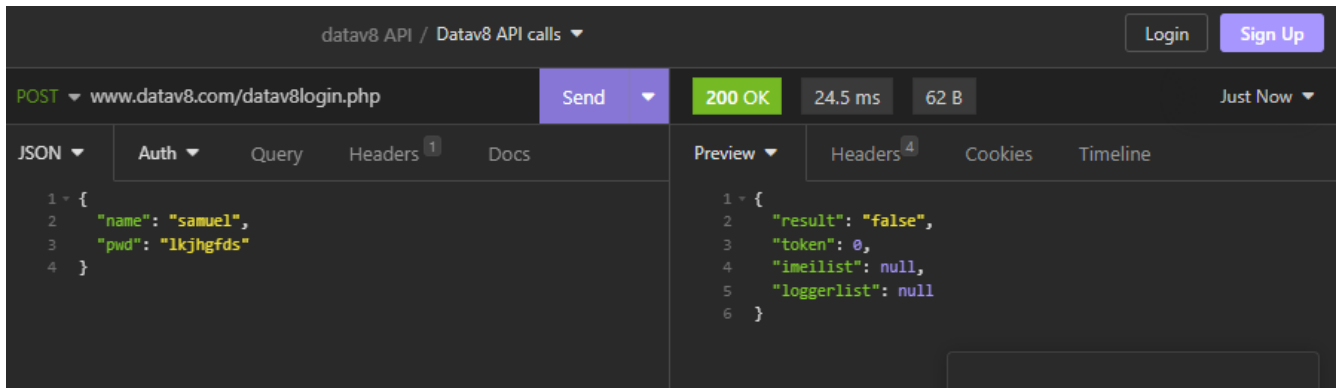 datav8 API / Datav8 API calls
Login
Sign Up
POST www.datav8.com/datav8login.php
Send
200 OK
24.5 ms
62 B
Just Now
JSON
Auth
Query
Headers 1
Docs
1 {
2 "name": "samuel",
3 "pwd": "lkjhgfds"
4 }
Preview
Headers 4
Cookies
Timeline
1 {
2 "result": "false",
3 "token": 0,
4 "imeilist": null,
5 "loggerlist": null
6 }